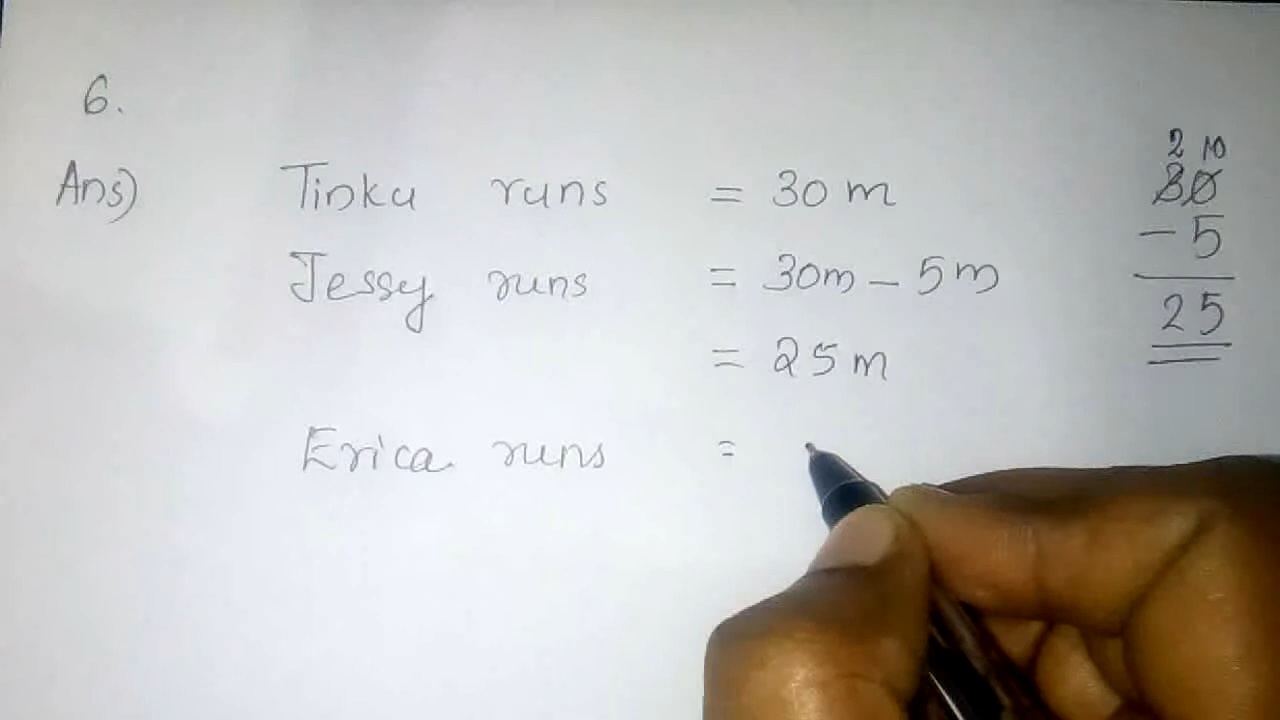 6.
Ans) Tinku runs = 30 m
Jessy runs = 30m – 5m
= 25 m
Erica runs =
2 10
30
– 5
25